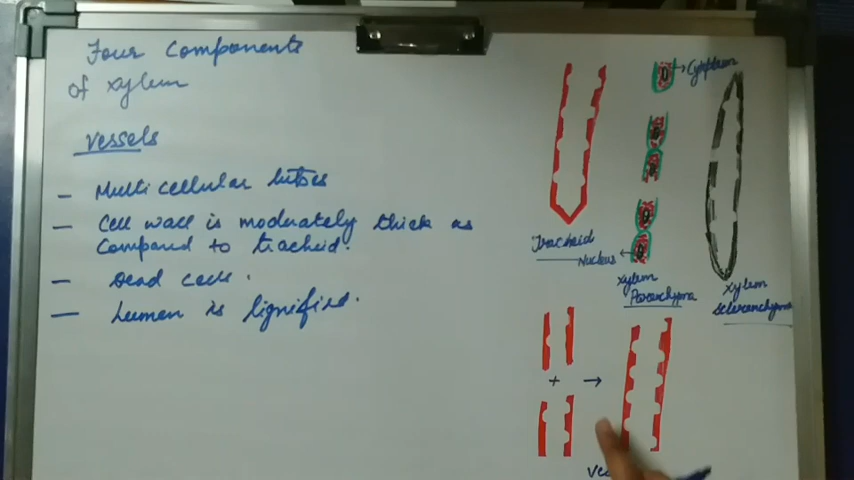 Four Components
of xylem
Vessels
- Multicellular tubes
- Cell wall is moderately thick as
Compared to tracheid.
- Dead cells.
- Lumen is lignified.
Cytoplasm
Tracheid
Nucleus
xylem
Parenchyma
xylem
Sclerenchyma
+ →